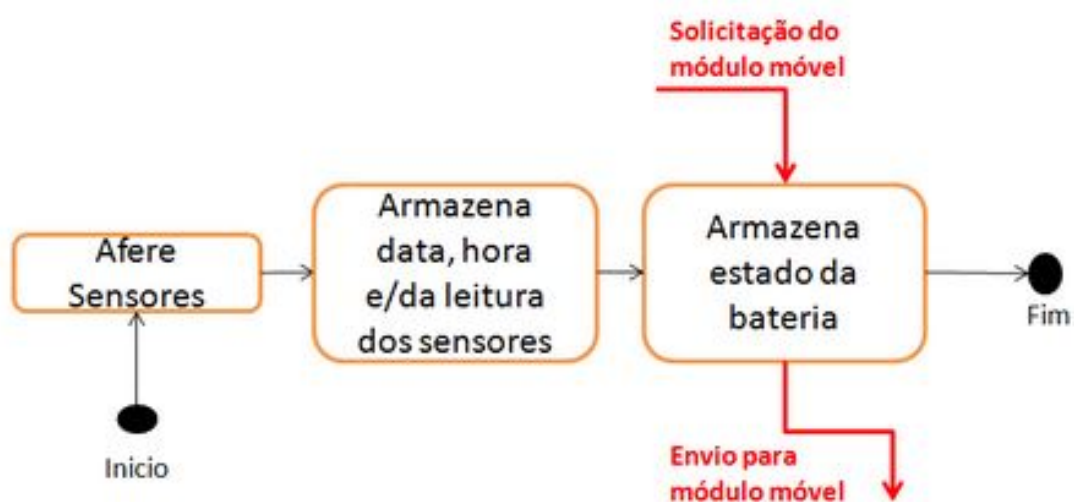 Solicitação do
módulo móvel
Afere
Sensores
Armazena
data, hora
e/da leitura
dos sensores
Armazena
estado da
bateria
Fim
Inicio
Envio para
módulo móvel